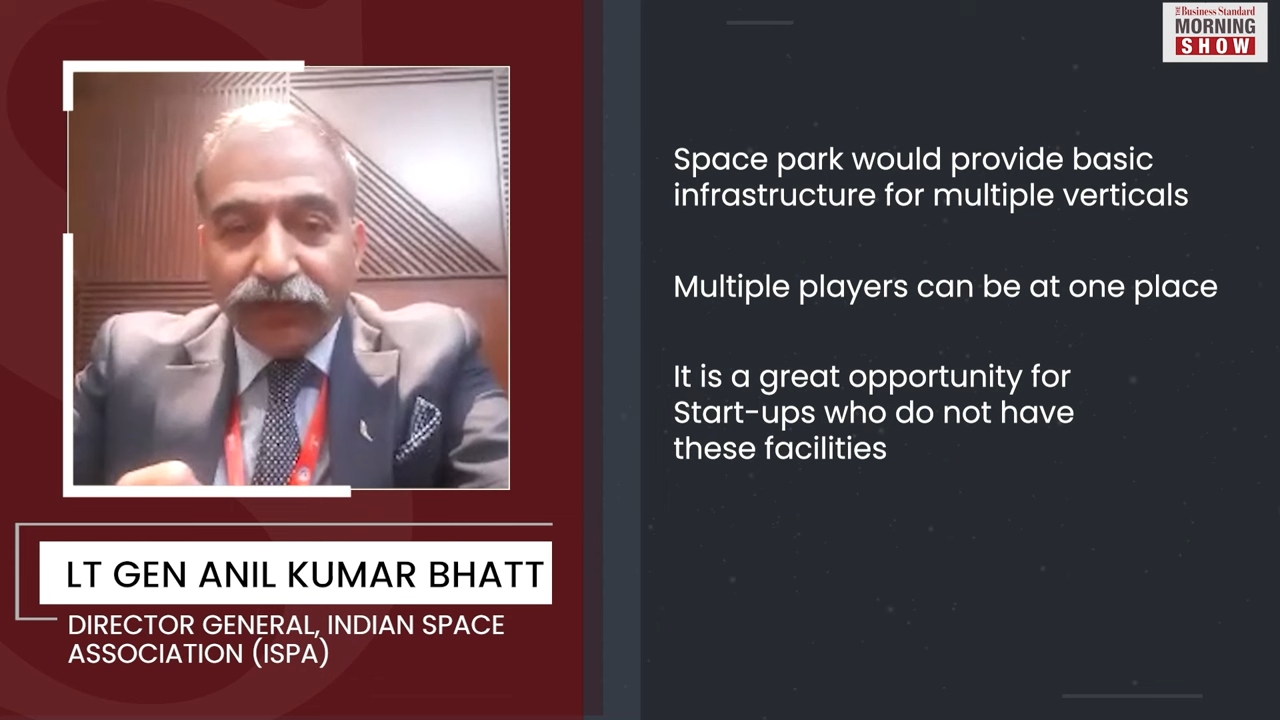 THE Business Standard
MORNING
SHOW
Space park would provide basic
infrastructure for multiple verticals
Multiple players can be at one place
It is a great opportunity for
Start-ups who do not have
these facilities
LT GEN ANIL KUMAR BHATT
DIRECTOR GENERAL, INDIAN SPACE
ASSOCIATION (ISPA)